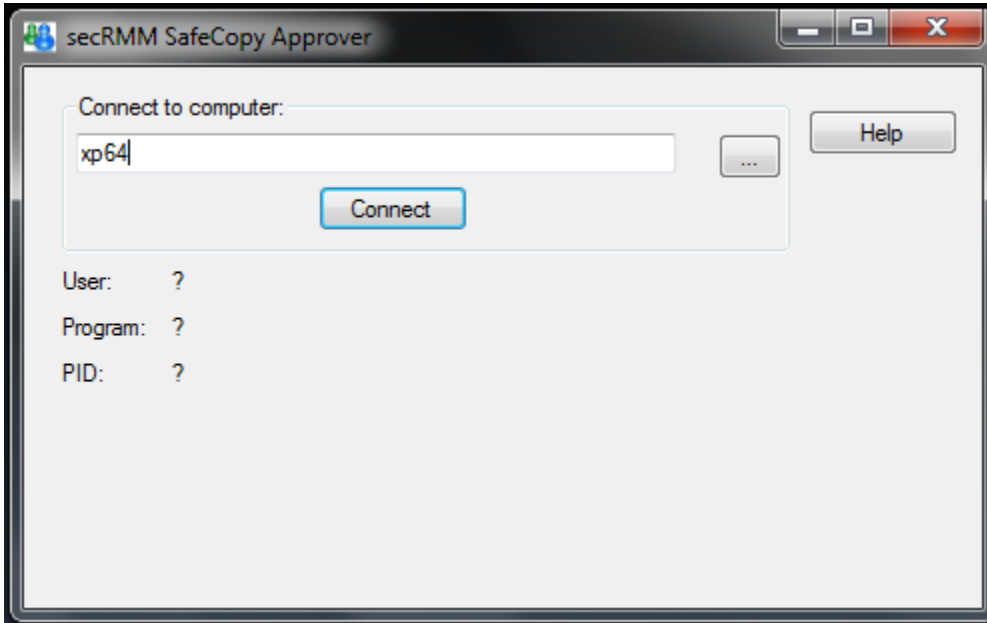 secRMM SafeCopy Approver
Connect to computer:
xp64
...
Help
Connect
User: ?
Program: ?
PID: ?